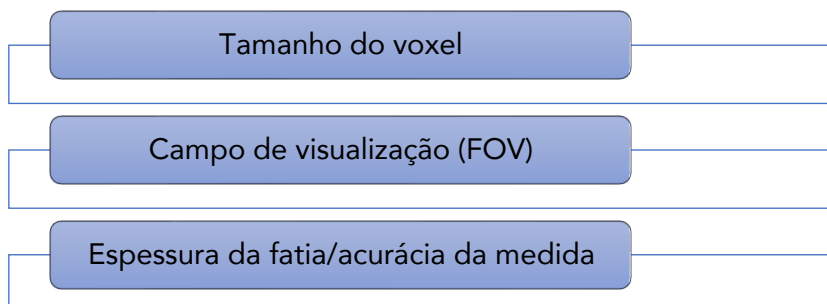 Tamanho do voxel
Campo de visualização (FOV)
Espessura da fatia/acurácia da medida